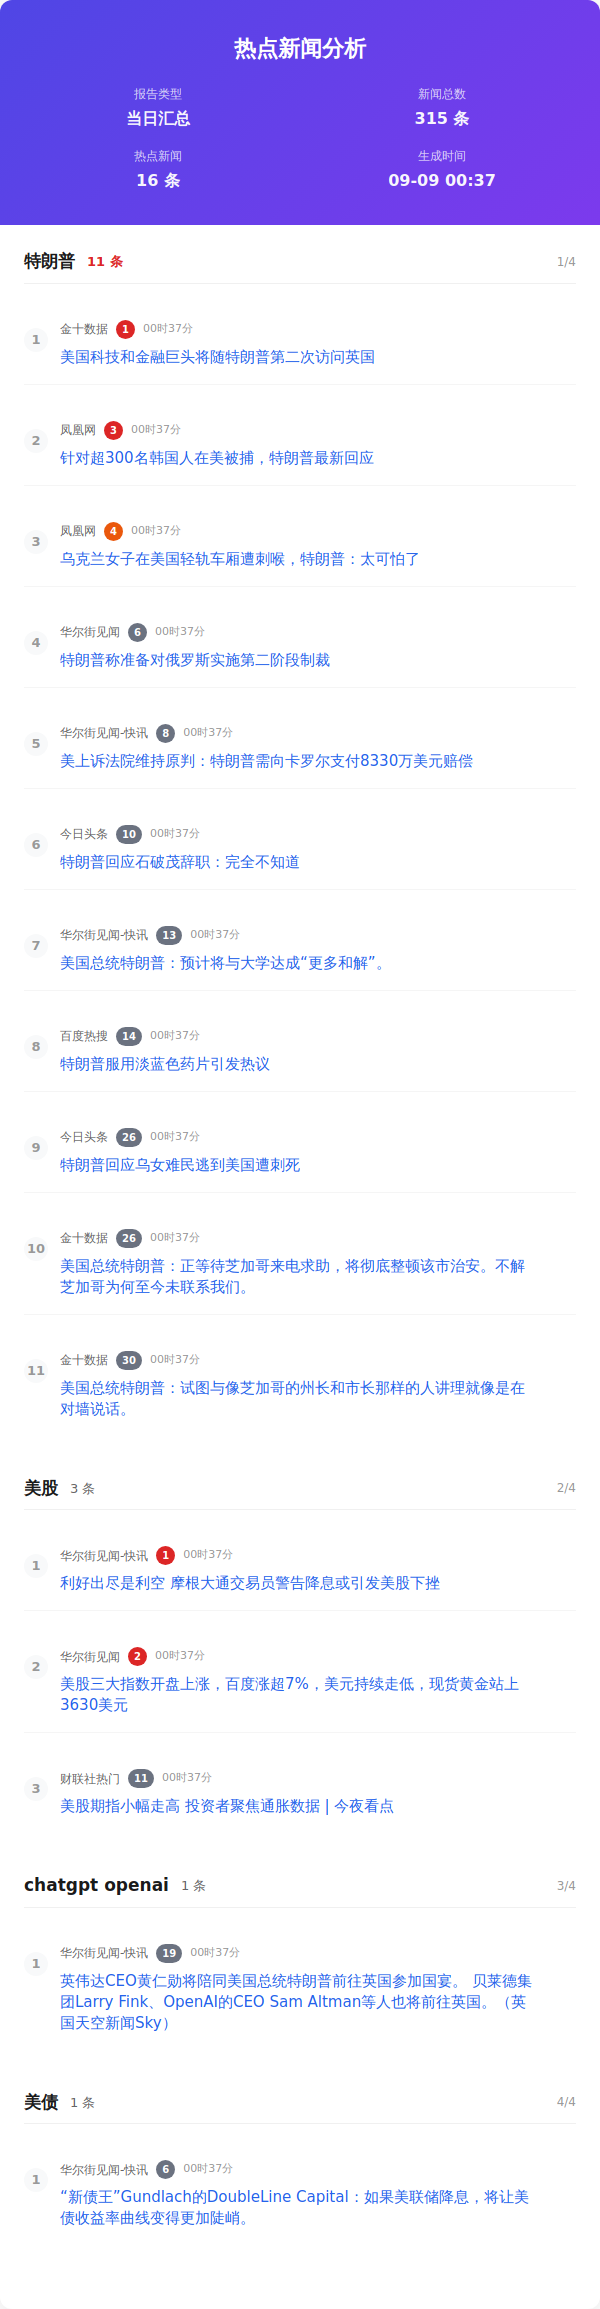 热点新闻分析
报告类型
新闻总数
当日汇总
315 条
热点新闻
生成时间
16 条
09-09 00:37
特朗普 11 条 1/4
1
金十数据 1 00时37分
美国科技和金融巨头将随特朗普第二次访问英国
2
凤凰网 3 00时37分
针对超300名韩国人在美被捕，特朗普最新回应
3
凤凰网 4 00时37分
乌克兰女子在美国轻轨车厢遭刺喉，特朗普：太可怕了
4
华尔街见闻 6 00时37分
特朗普称准备对俄罗斯实施第二阶段制裁
5
华尔街见闻-快讯 8 00时37分
美上诉法院维持原判：特朗普需向卡罗尔支付8330万美元赔偿
6
今日头条 10 00时37分
特朗普回应石破茂辞职：完全不知道
7
华尔街见闻-快讯 13 00时37分
美国总统特朗普：预计将与大学达成“更多和解”。
8
百度热搜 14 00时37分
特朗普服用淡蓝色药片引发热议
9
今日头条 26 00时37分
特朗普回应乌女难民逃到美国遭刺死
10
金十数据 26 00时37分
美国总统特朗普：正等待芝加哥来电求助，将彻底整顿该市治安。不解
芝加哥为何至今未联系我们。
11
金十数据 30 00时37分
美国总统特朗普：试图与像芝加哥的州长和市长那样的人讲理就像是在
对墙说话。
美股 3 条 2/4
1
华尔街见闻-快讯 1 00时37分
利好出尽是利空 摩根大通交易员警告降息或引发美股下挫
2
华尔街见闻 2 00时37分
美股三大指数开盘上涨，百度涨超7%，美元持续走低，现货黄金站上
3630美元
3
财联社热门 11 00时37分
美股期指小幅走高 投资者聚焦通胀数据 | 今夜看点
chatgpt openai 1 条 3/4
1
华尔街见闻-快讯 19 00时37分
英伟达CEO黄仁勋将陪同美国总统特朗普前往英国参加国宴。 贝莱德集
团Larry Fink、OpenAI的CEO Sam Altman等人也将前往英国。（英
国天空新闻Sky）
美债 1 条 4/4
1
华尔街见闻-快讯 6 00时37分
“新债王”Gundlach的DoubleLine Capital：如果美联储降息，将让美
债收益率曲线变得更加陡峭。